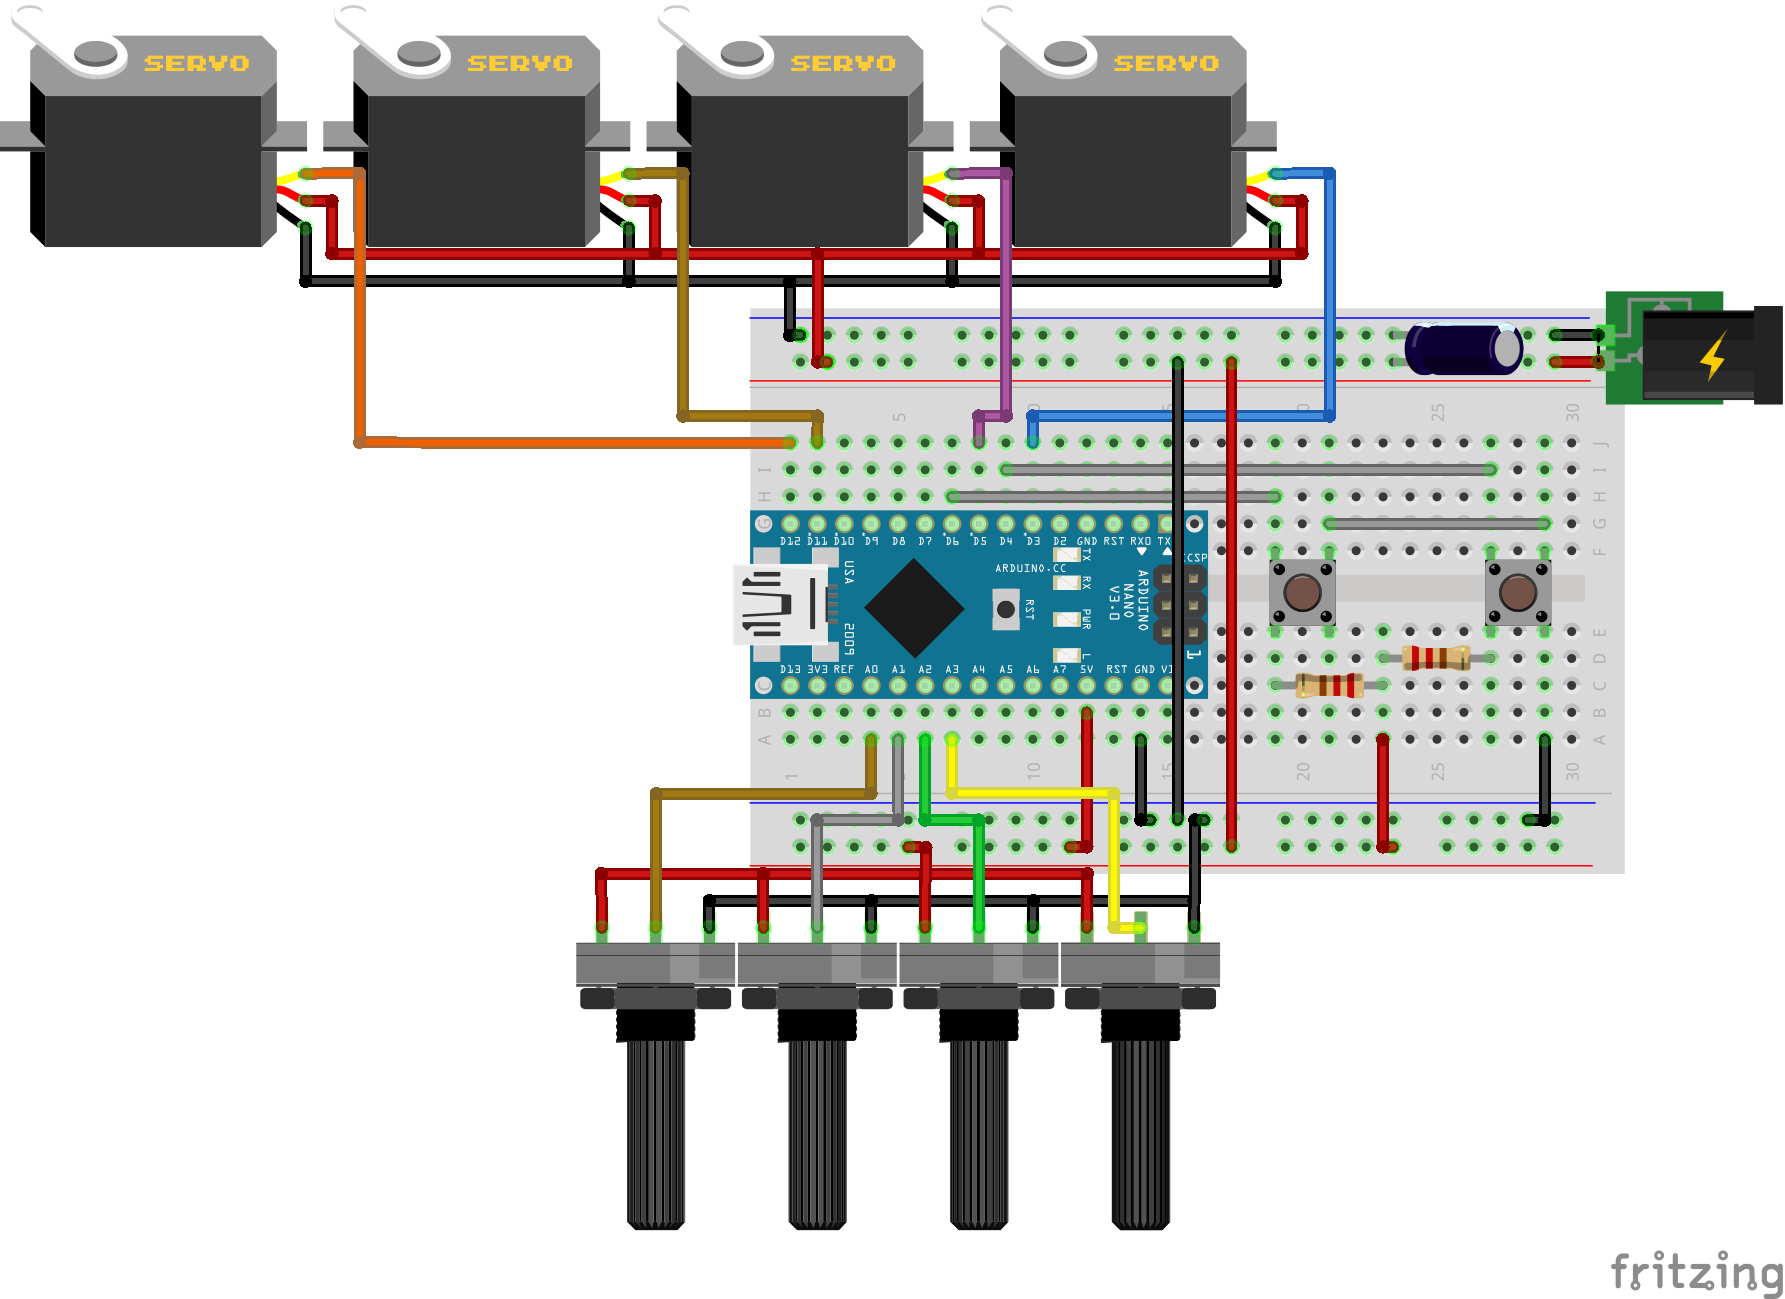 SERVO SERVO SERVO SERVO
5 10 15 20 25 30
J
I I
H H
G G
D12 D11 D10 D9 D8 D7 D6 D5 D4 D3 D2 GND RST RX0 TX
F
ICSP
TX
USA
ARDUINO.CC
RX
ARDUINO
NANO
V3.0
RST
PWR
2009
L
1
E
D13 3V3 REF A0 A1 A2 A3 A4 A5 A6 A7 5V RST GND VI
D
C C
B B
A A
1 10 15 20 25 30
fritzing